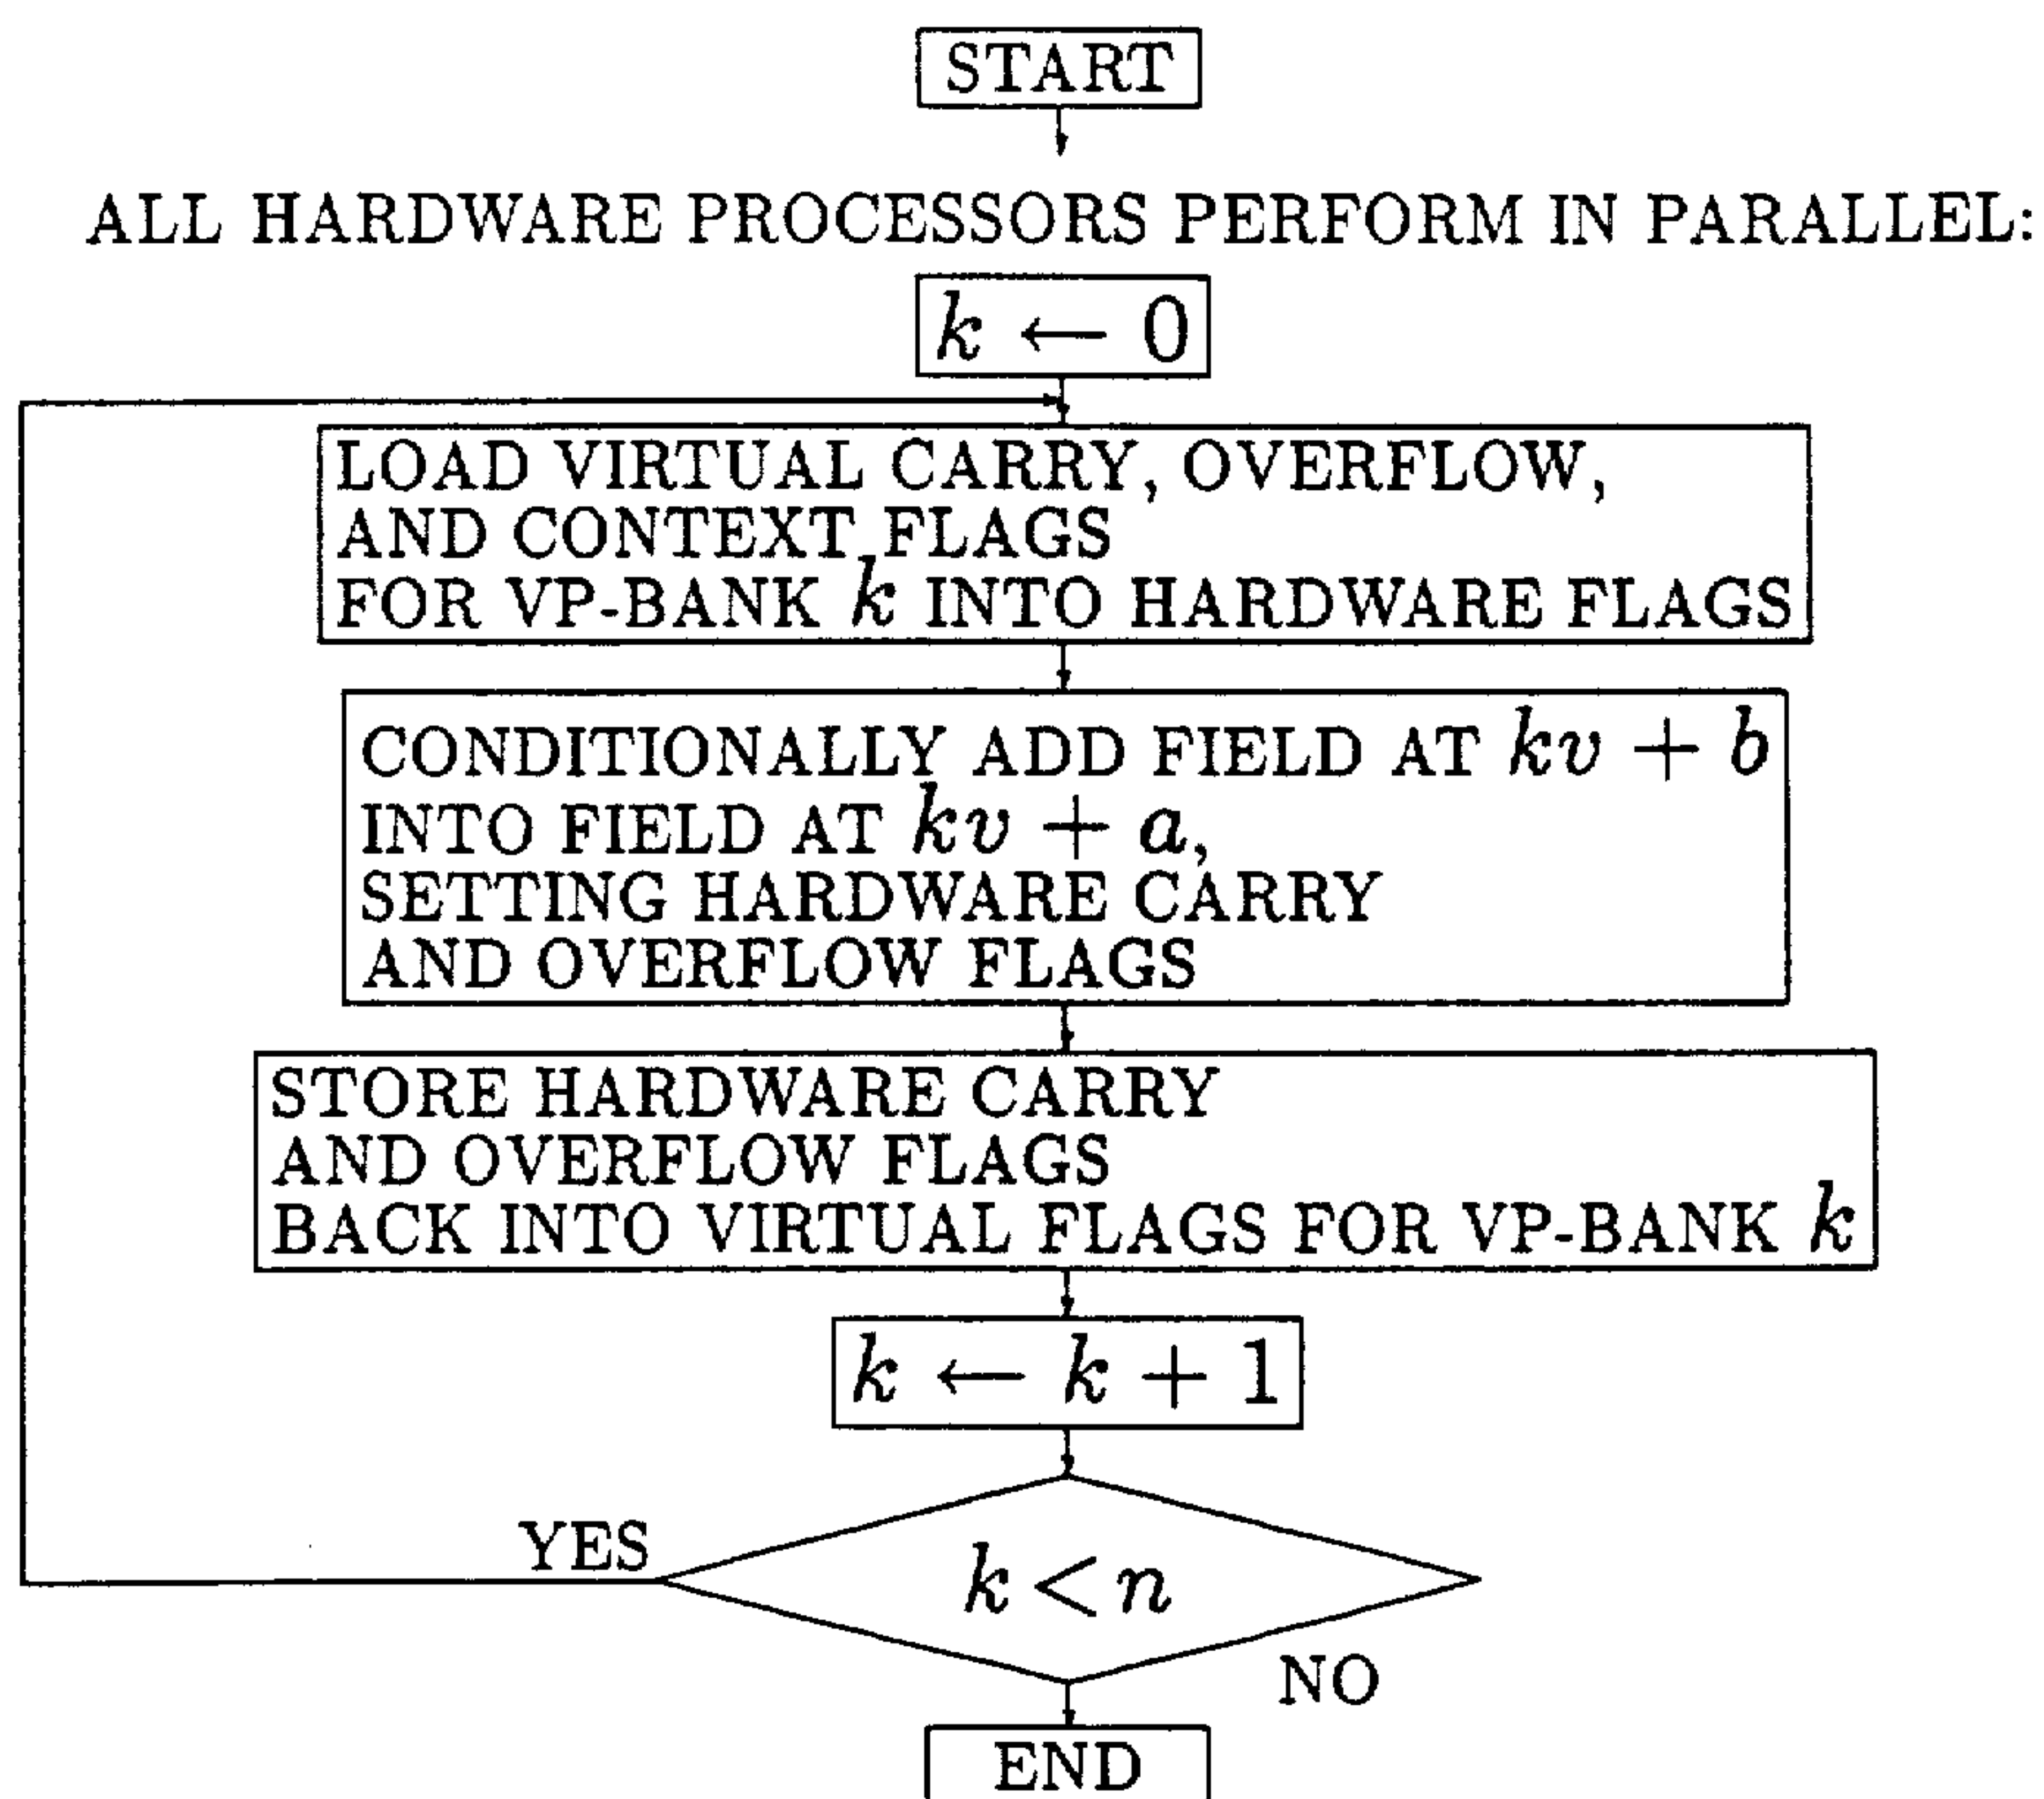 START
ALL HARDWARE PROCESSORS PERFORM IN PARALLEL:
k ← 0
LOAD VIRTUAL CARRY, OVERFLOW,
AND CONTEXT FLAGS
FOR VP-BANK k INTO HARDWARE FLAGS
CONDITIONALLY ADD FIELD AT kv + b
INTO FIELD AT kv + a,
SETTING HARDWARE CARRY
AND OVERFLOW FLAGS
STORE HARDWARE CARRY
AND OVERFLOW FLAGS
BACK INTO VIRTUAL FLAGS FOR VP-BANK k
k ← k + 1
YES
k < n
NO
END